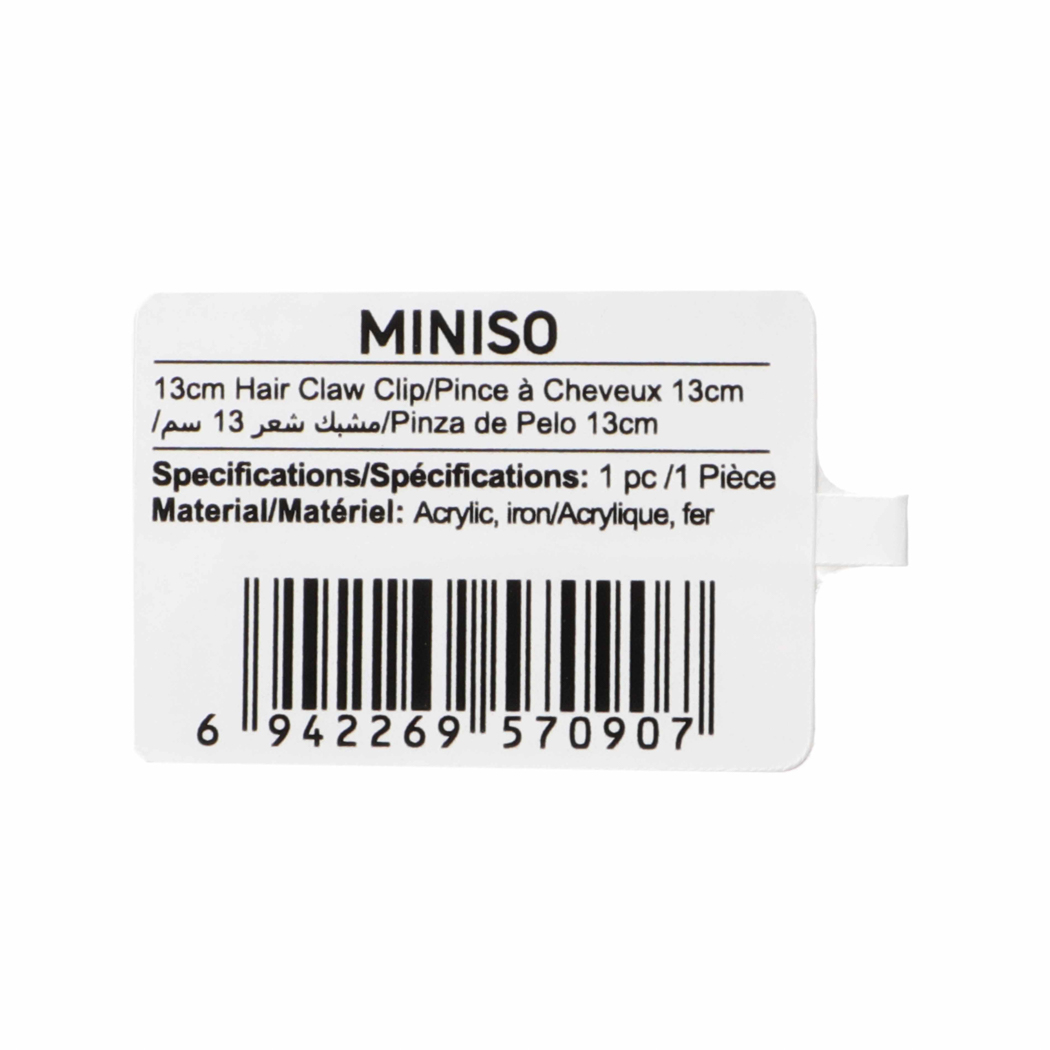 MINISO
13cm Hair Claw Clip/Pince à Cheveux 13cm
/مشبك شعر 13 سم/Pinza de Pelo 13cm
Specifications/Spécifications: 1 pc /1 Pièce
Material/Matériel: Acrylic, iron/Acrylique, fer
6 942269 570907